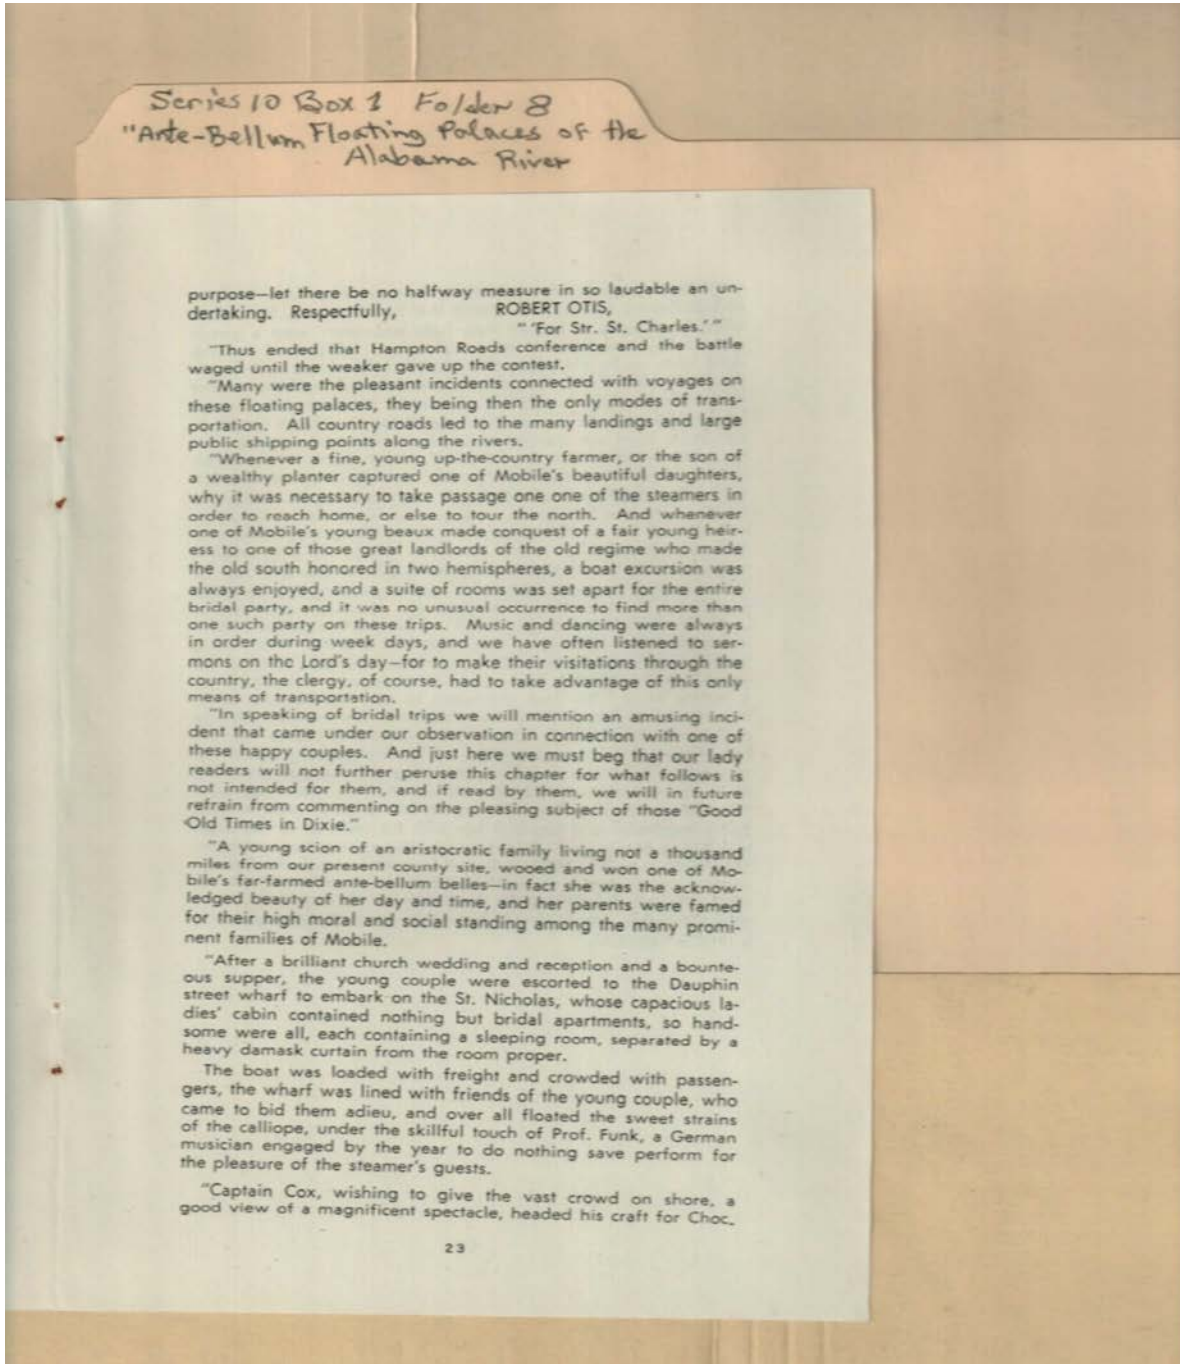 Series 10 Box 1 Folder 8
"Ante-Bellum Floating Palaces of the
Alabama River
purpose—let there be no halfway measure in so laudable an un-
dertaking. Respectfully, ROBERT OTIS,
" 'For Str. St. Charles.' "
"Thus ended that Hampton Roads conference and the battle
waged until the weaker gave up the contest.
"Many were the pleasant incidents connected with voyages on
these floating palaces, they being then the only modes of trans-
portation. All country roads led to the many landings and large
public shipping points along the rivers.
"Whenever a fine, young up-the-country farmer, or the son of
a wealthy planter captured one of Mobile's beautiful daughters,
why it was necessary to take passage one one of the steamers in
order to reach home, or else to tour the north. And whenever
one of Mobile's young beaux made conquest of a fair young heir-
ess to one of those great landlords of the old regime who made
the old south honored in two hemispheres, a boat excursion was
always enjoyed, and a suite of rooms was set apart for the entire
bridal party, and it was no unusual occurrence to find more than
one such party on these trips. Music and dancing were always
in order during week days, and we have often listened to ser-
mons on the Lord's day—for to make their visitations through the
country, the clergy, of course, had to take advantage of this only
means of transportation.
"In speaking of bridal trips we will mention an amusing inci-
dent that came under our observation in connection with one of
these happy couples. And just here we must beg that our lady
readers will not further peruse this chapter for what follows is
not intended for them, and if read by them, we will in future
refrain from commenting on the pleasing subject of those "Good
Old Times in Dixie."
"A young scion of an aristocratic family living not a thousand
miles from our present county site, wooed and won one of Mo-
bile's far-farmed ante-bellum belles—in fact she was the acknow-
ledged beauty of her day and time, and her parents were famed
for their high moral and social standing among the many promi-
nent families of Mobile.
"After a brilliant church wedding and reception and a bounte-
ous supper, the young couple were escorted to the Dauphin
street wharf to embark on the St. Nicholas, whose capacious la-
dies' cabin contained nothing but bridal apartments, so hand-
some were all, each containing a sleeping room, separated by a
heavy damask curtain from the room proper.
The boat was loaded with freight and crowded with passen-
gers, the wharf was lined with friends of the young couple, who
came to bid them adieu, and over all floated the sweet strains
of the calliope, under the skillful touch of Prof. Funk, a German
musician engaged by the year to do nothing save perform for
the pleasure of the steamer's guests.
"Captain Cox, wishing to give the vast crowd on shore, a
good view of a magnificent spectacle, headed his craft for Choc.
23